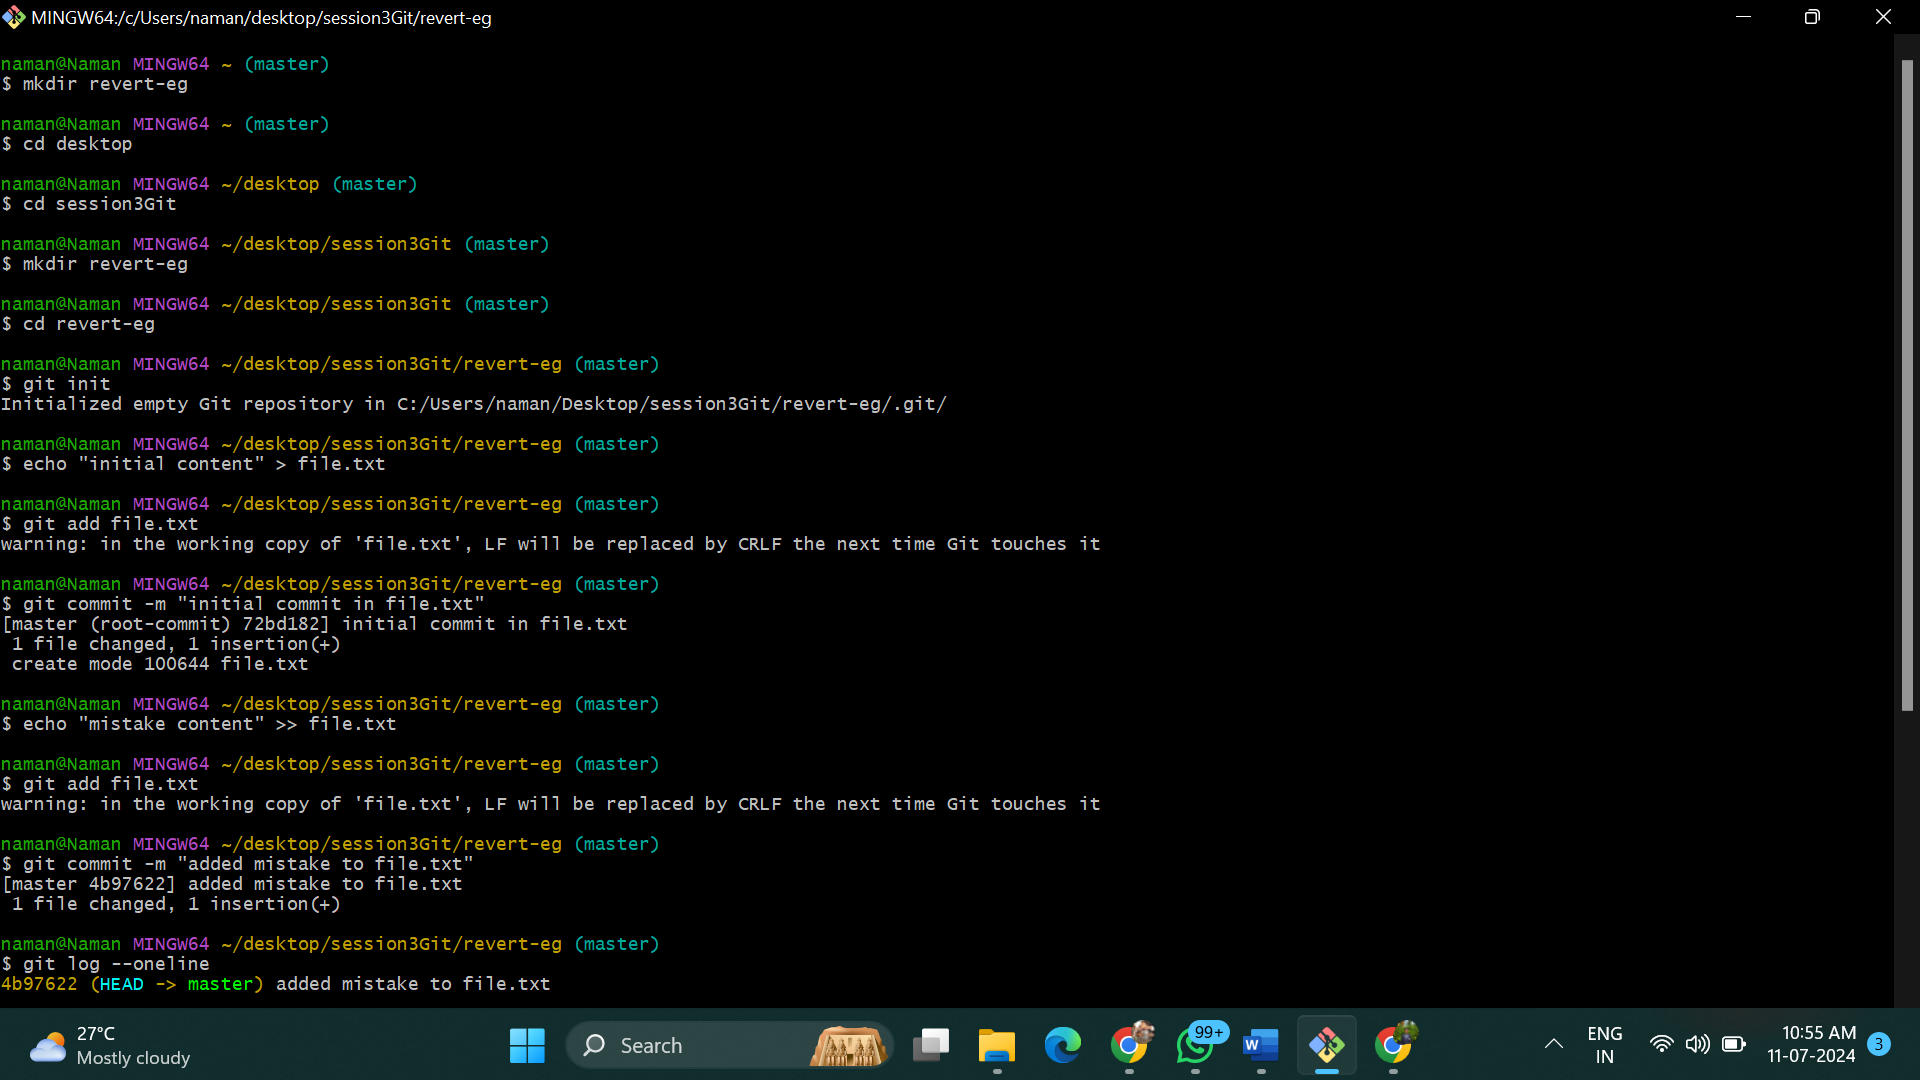 MINGW64:/c/Users/naman/desktop/session3Git/revert-eg
naman@Naman MINGW64 ~ (master)
$ mkdir revert-eg
naman@Naman MINGW64 ~ (master)
$ cd desktop
naman@Naman MINGW64 ~/desktop (master)
$ cd session3Git
naman@Naman MINGW64 ~/desktop/session3Git (master)
$ mkdir revert-eg
naman@Naman MINGW64 ~/desktop/session3Git (master)
$ cd revert-eg
naman@Naman MINGW64 ~/desktop/session3Git/revert-eg (master)
$ git init
Initialized empty Git repository in C:/Users/naman/Desktop/session3Git/revert-eg/.git/
naman@Naman MINGW64 ~/desktop/session3Git/revert-eg (master)
$ echo "initial content" > file.txt
naman@Naman MINGW64 ~/desktop/session3Git/revert-eg (master)
$ git add file.txt
warning: in the working copy of 'file.txt', LF will be replaced by CRLF the next time Git touches it
naman@Naman MINGW64 ~/desktop/session3Git/revert-eg (master)
$ git commit -m "initial commit in file.txt"
[master (root-commit) 72bd182] initial commit in file.txt
1 file changed, 1 insertion(+)
create mode 100644 file.txt
naman@Naman MINGW64 ~/desktop/session3Git/revert-eg (master)
$ echo "mistake content" >> file.txt
naman@Naman MINGW64 ~/desktop/session3Git/revert-eg (master)
$ git add file.txt
warning: in the working copy of 'file.txt', LF will be replaced by CRLF the next time Git touches it
naman@Naman MINGW64 ~/desktop/session3Git/revert-eg (master)
$ git commit -m "added mistake to file.txt"
[master 4b97622] added mistake to file.txt
1 file changed, 1 insertion(+)
naman@Naman MINGW64 ~/desktop/session3Git/revert-eg (master)
$ git log --oneline
4b97622 (HEAD -> master) added mistake to file.txt
27°C
Mostly cloudy
Search
99+
W
ENG
IN
10:55 AM
11-07-2024
3